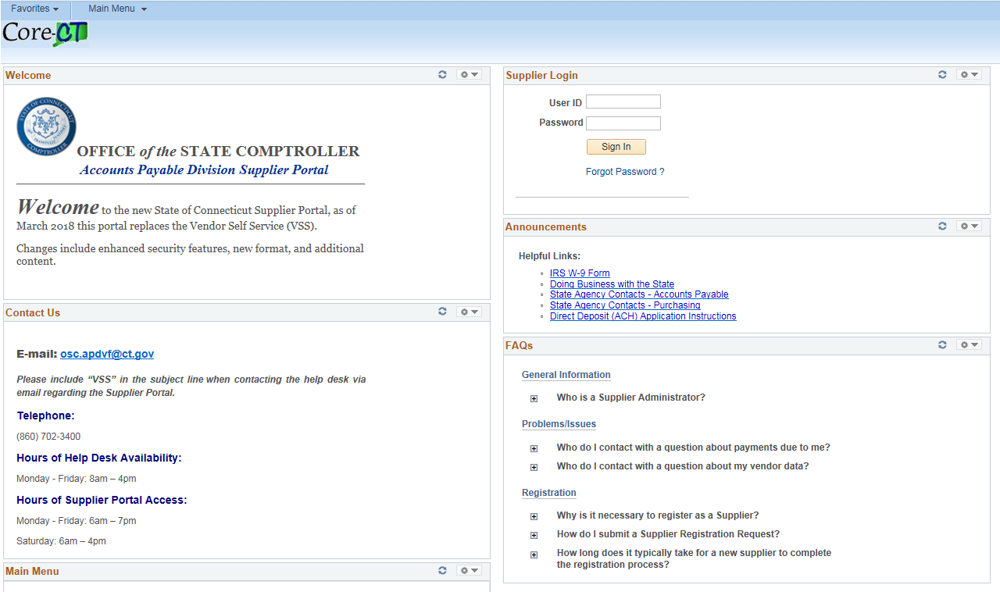 Favorites
Main Menu
Core-CT
Welcome
STATE OF CONNECTICUT
COMPTROLLER
OFFICE of the STATE COMPTROLLER
Accounts Payable Division Supplier Portal
Welcome to the new State of Connecticut Supplier Portal, as of
March 2018 this portal replaces the Vendor Self Service (VSS).
Changes include enhanced security features, new format, and additional
content.
Contact Us
E-mail: osc.apdvf@ct.gov
Please include “VSS” in the subject line when contacting the help desk via
email regarding the Supplier Portal.
Telephone:
(860) 702-3400
Hours of Help Desk Availability:
Monday - Friday: 8am – 4pm
Hours of Supplier Portal Access:
Monday - Friday: 6am – 7pm
Saturday: 6am – 4pm
Main Menu
Supplier Login
User ID
Password
Sign In
Forgot Password ?
Announcements
Helpful Links:
IRS W-9 Form
Doing Business with the State
State Agency Contacts - Accounts Payable
State Agency Contacts - Purchasing
Direct Deposit (ACH) Application Instructions
FAQs
General Information
Who is a Supplier Administrator?
Problems/Issues
Who do I contact with a question about payments due to me?
Who do I contact with a question about my vendor data?
Registration
Why is it necessary to register as a Supplier?
How do I submit a Supplier Registration Request?
How long does it typically take for a new supplier to complete
the registration process?